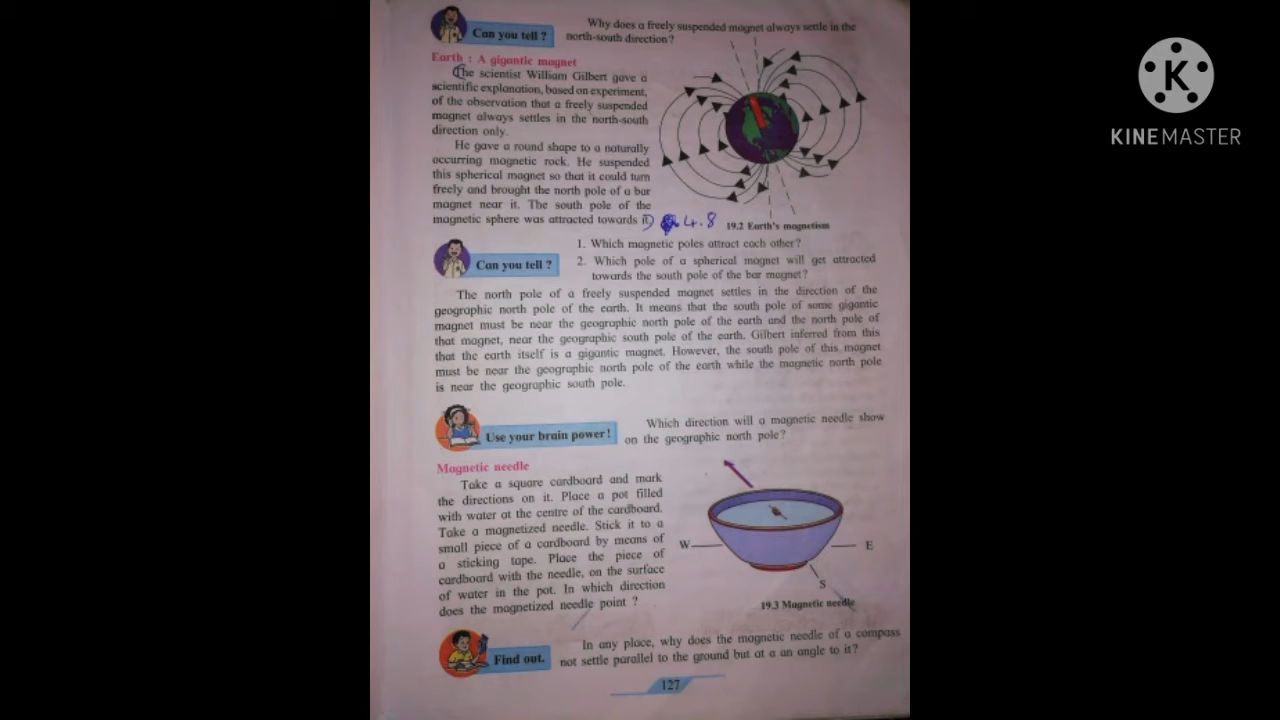 Can you tell ?
Why does a freely suspended magnet always settle in the
north-south direction?
Earth : A gigantic magnet
The scientist William Gilbert gave a
scientific explanation, based on experiment,
of the observation that a freely suspended
magnet always settles in the north-south
direction only.
He gave a round shape to a naturally
occurring magnetic rock. He suspended
this spherical magnet so that it could turn
freely and brought the north pole of a bar
magnet near it. The south pole of the
magnetic sphere was attracted towards it.
4.8
19.2 Earth's magnetism
Can you tell ?
1. Which magnetic poles attract each other?
2. Which pole of a spherical magnet will get attracted
towards the south pole of the bar magnet?
The north pole of a freely suspended magnet settles in the direction of the
geographic north pole of the earth. It means that the south pole of some gigantic
magnet must be near the geographic north pole of the earth and the north pole of
that magnet, near the geographic south pole of the earth. Gilbert inferred from this
that the earth itself is a gigantic magnet. However, the south pole of this magnet
must be near the geographic north pole of the earth while the magnetic north pole
is near the geographic south pole.
Use your brain power!
Which direction will a magnetic needle show
on the geographic north pole?
Magnetic needle
Take a square cardboard and mark
the directions on it. Place a pot filled
with water at the centre of the cardboard.
Take a magnetized needle. Stick it to a
small piece of a cardboard by means of
a sticking tape. Place the piece of
cardboard with the needle, on the surface
of water in the pot. In which direction
does the magnetized needle point ?
W
E
S
19.3 Magnetic needle
Find out.
In any place, why does the magnetic needle of a compass
not settle parallel to the ground but at a an angle to it?
127
K
KINEMASTER